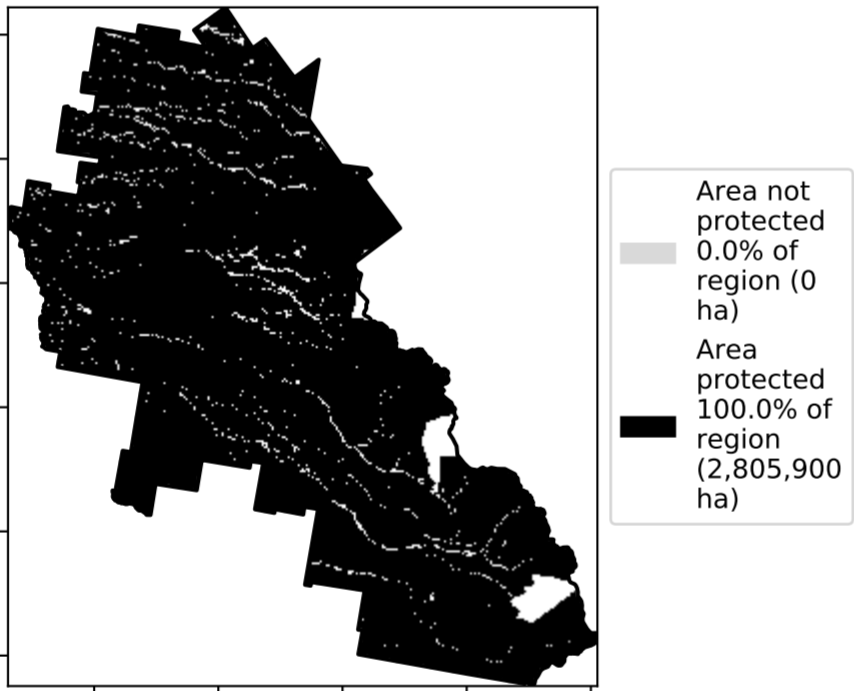 Area not
protected
0.0% of
region (0
ha)
Area
protected
100.0% of
region
(2,805,900
ha)